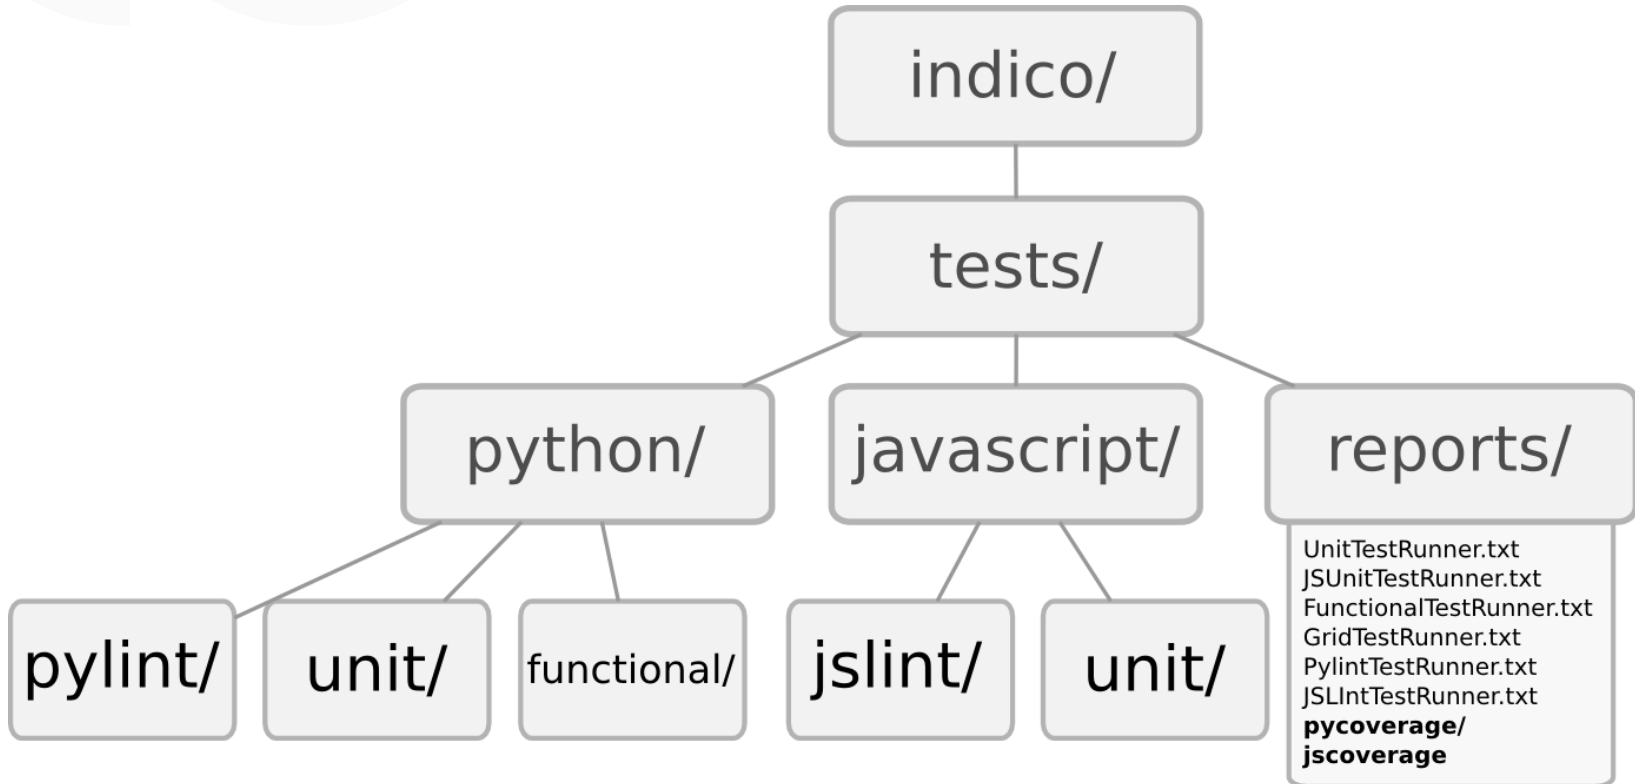 indico/
tests/
python/
javascript/
reports/
pylint/
unit/
functional/
jslint/
unit/
UnitTestRunner.txt
JSUnitTestRunner.txt
FunctionalTestRunner.txt
GridTestRunner.txt
PylintTestRunner.txt
JSLIntTestRunner.txt
pycoverage/
jscoverage